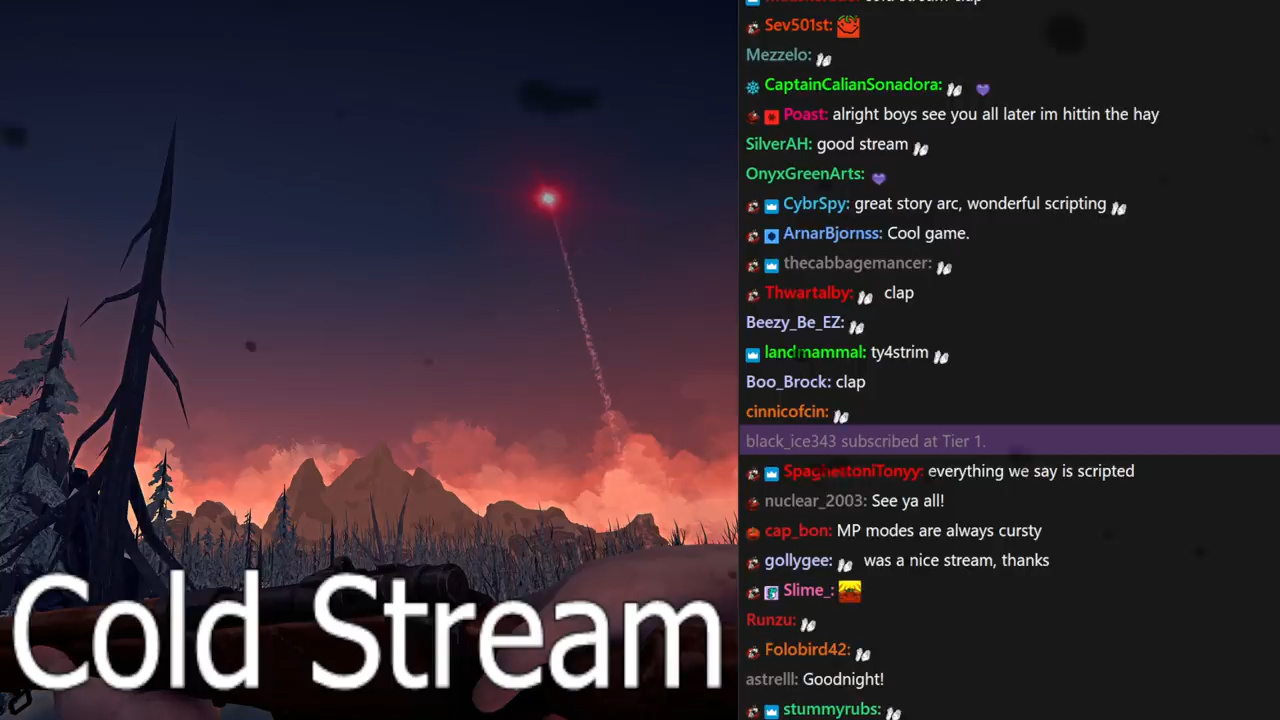 cold stream clap
Sev501st:
Mezzelo:
CaptainCalianSonadora:
Poast: alright boys see you all later im hittin the hay
SilverAH: good stream
OnyxGreenArts:
CybrSpy: great story arc, wonderful scripting
ArnarBjornss: Cool game.
thecabbagemancer:
Thwartalby: clap
Beezy_Be_EZ:
landmammal: ty4strim
Boo_Brock: clap
cinnicofcin:
black_ice343 subscribed at Tier 1.
SpaghettoniTonyy: everything we say is scripted
nuclear_2003: See ya all!
cap_bon: MP modes are always cursty
gollygee: was a nice stream, thanks
Slime_:
Runzu:
Folobird42:
astrelll: Goodnight!
stummyrubs:
Cold Stream